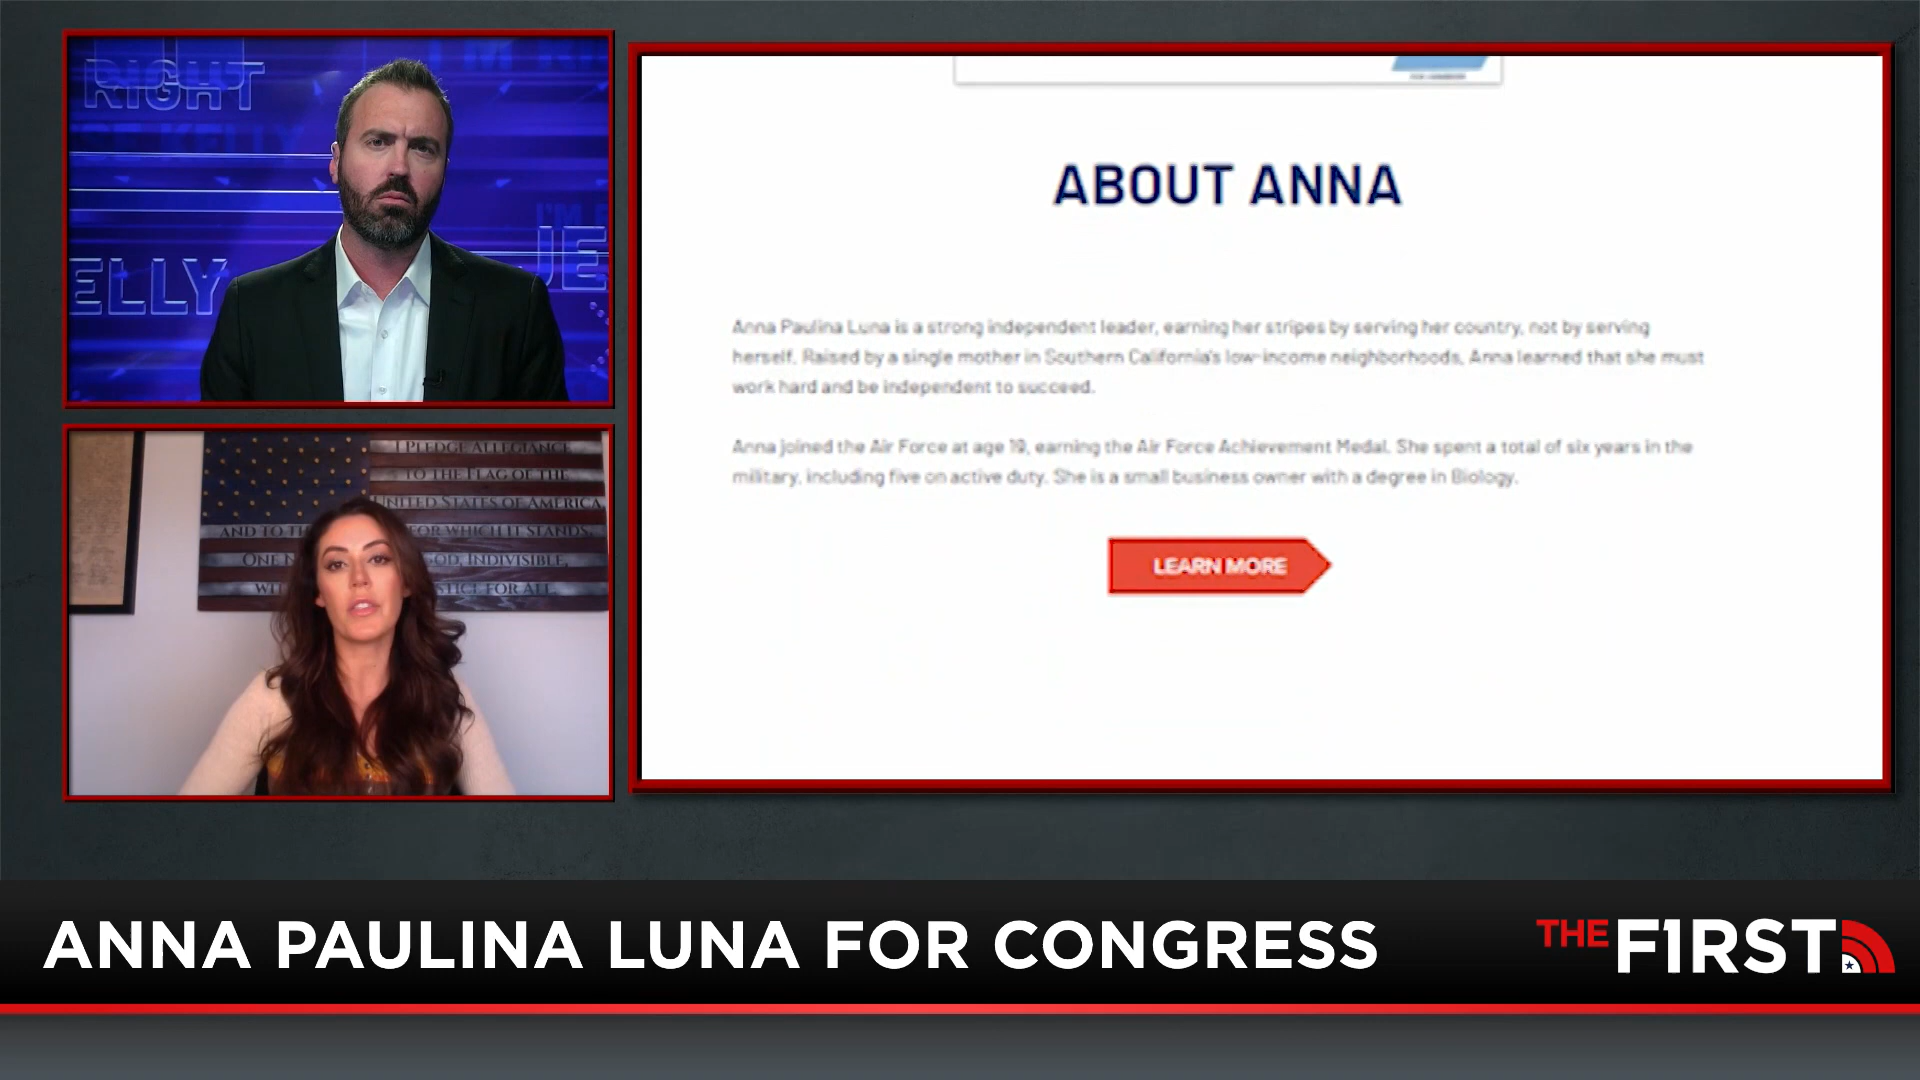 RIGHT
ELLY
JE
I PLEDGE ALLEGIANCE
TO THE FLAG OF THE
UNITED STATES OF AMERICA
AND TO FOR WHICH IT STANDS,
ONE GOD, INDIVISIBLE,
FOR ALL.
ABOUT ANNA
Anna Paulina Luna is a strong independent leader, earning her stripes by serving her country, not by serving
herself. Raised by a single mother in Southern California's low-income neighborhoods, Anna learned that she must
work hard and be independent to succeed.
Anna joined the Air Force at age 19, earning the Air Force Achievement Medal. She spent a total of six years in the
military, including five on active duty. She is a small business owner with a degree in Biology.
LEARN MORE
ANNA PAULINA LUNA FOR CONGRESS
THE F1RST